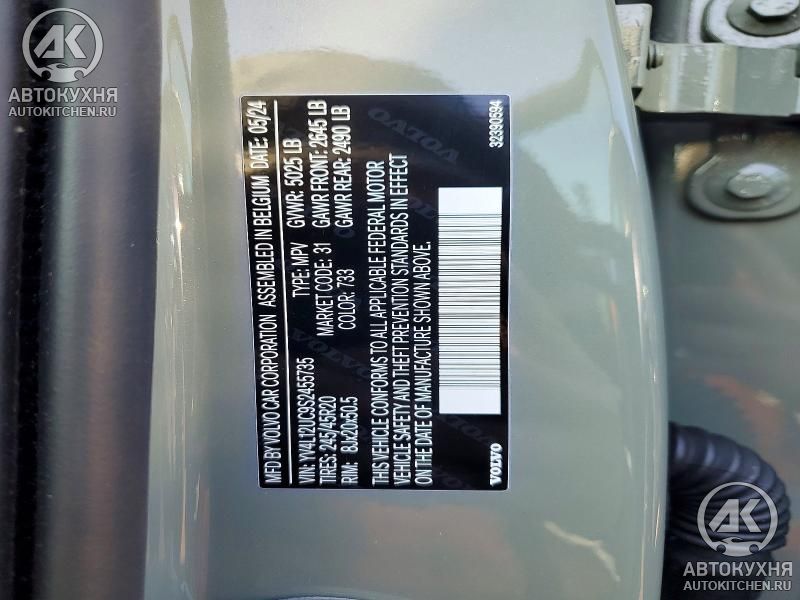 AK
АВТОКУХНЯ
AUTOKITCHEN.RU
MFD BY VOLVO CAR CORPORATION ASSEMBLED IN BELGIUM DATE: 05/24
VIN: YV4L12UC9S2455735 TYPE: MPV GVWR: 5025 LB
TIRES: 245/45R20 MARKET CODE: 31 GAWR FRONT: 2645 LB
RIM: 8Jx20x50.5 COLOR: 733 GAWR REAR: 2490 LB
THIS VEHICLE CONFORMS TO ALL APPLICABLE FEDERAL MOTOR
VEHICLE SAFETY AND THEFT PREVENTION STANDARDS IN EFFECT
ON THE DATE OF MANUFACTURE SHOWN ABOVE.
VOLVO 32390594
AK
АВТОКУХНЯ
AUTOKITCHEN.RU